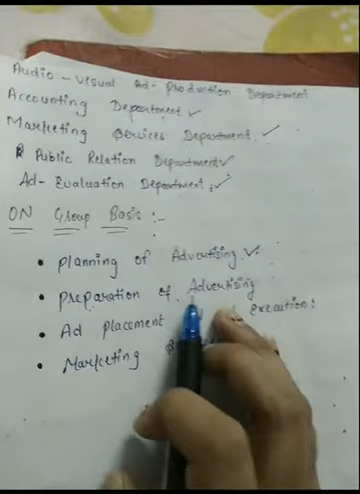 Audio - Visual Ad - Production Department
Accounting Department ✓
Marketing Services Department. ✓
Public Relation Department ✓
Ad - Evaluation Department. ✓
ON Group Basis :-
• Planning of Advertising. ✓
• Preparation of Advertising
• Ad placement execution:
• Marketing